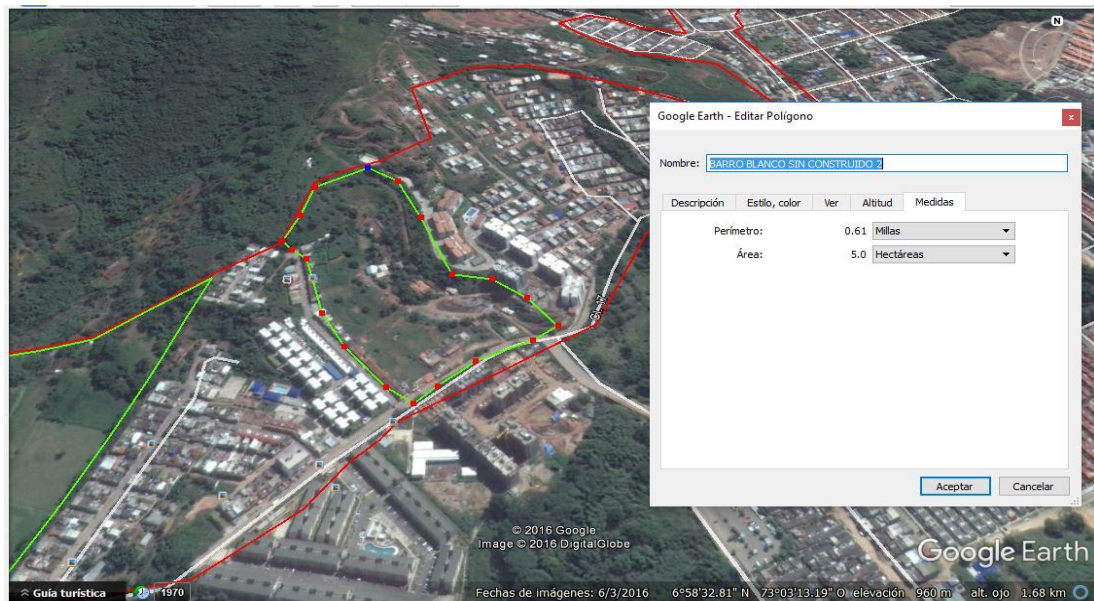 N
Google Earth - Editar Polígono
x
Nombre: BARRO BLANCO SIN CONSTRUIDO 2
Descripción Estilo, color Ver Altitud Medidas
Perímetro: 0.61 Millas
Área: 5.0 Hectáreas
CL 17
Aceptar Cancelar
© 2016 Google
Image © 2016 DigitalGlobe
Google Earth
Guía turística 1970 Fechas de imágenes: 6/3/2016 6°58'32.81" N 73°03'13.19" O elevación 960 m alt. ojo 1.68 km